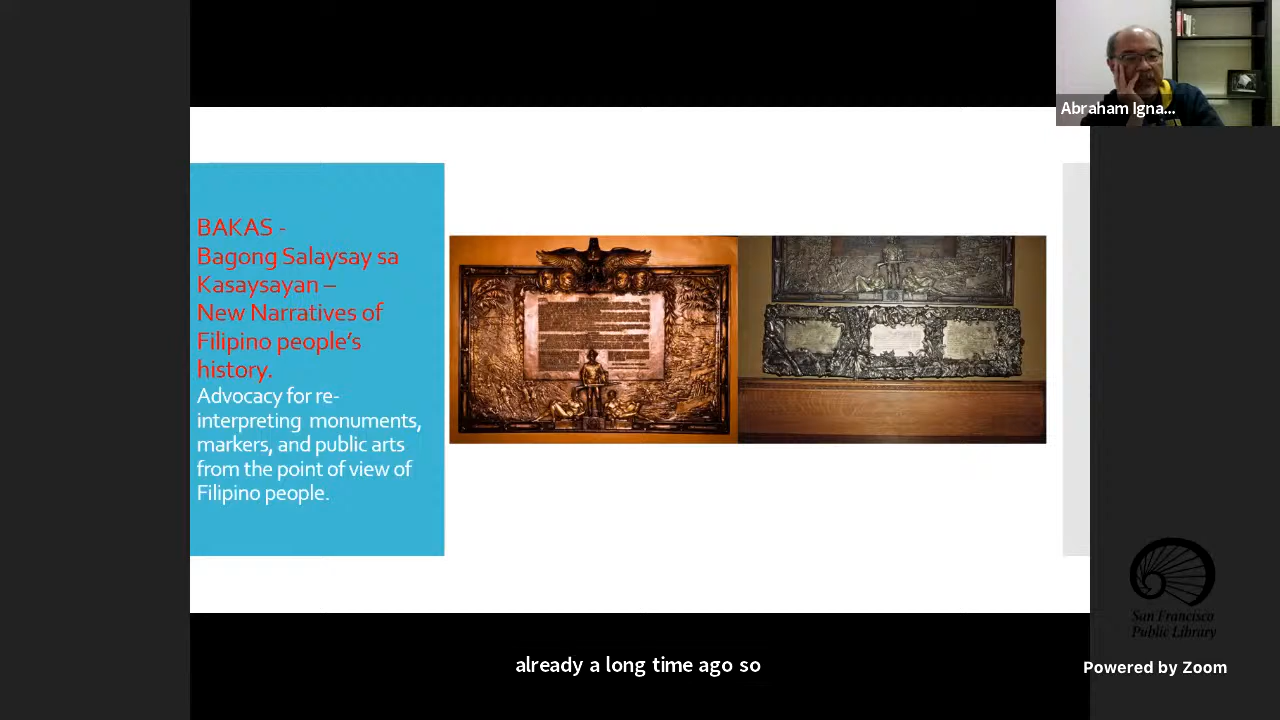 Abraham Igna...
BAKAS -
Bagong Salaysay sa
Kasaysayan –
New Narratives of
Filipino people's
history.
Advocacy for re-
interpreting monuments,
markers, and public arts
from the point of view of
Filipino people.
San Francisco
Public Library
already a long time ago so
Powered by Zoom